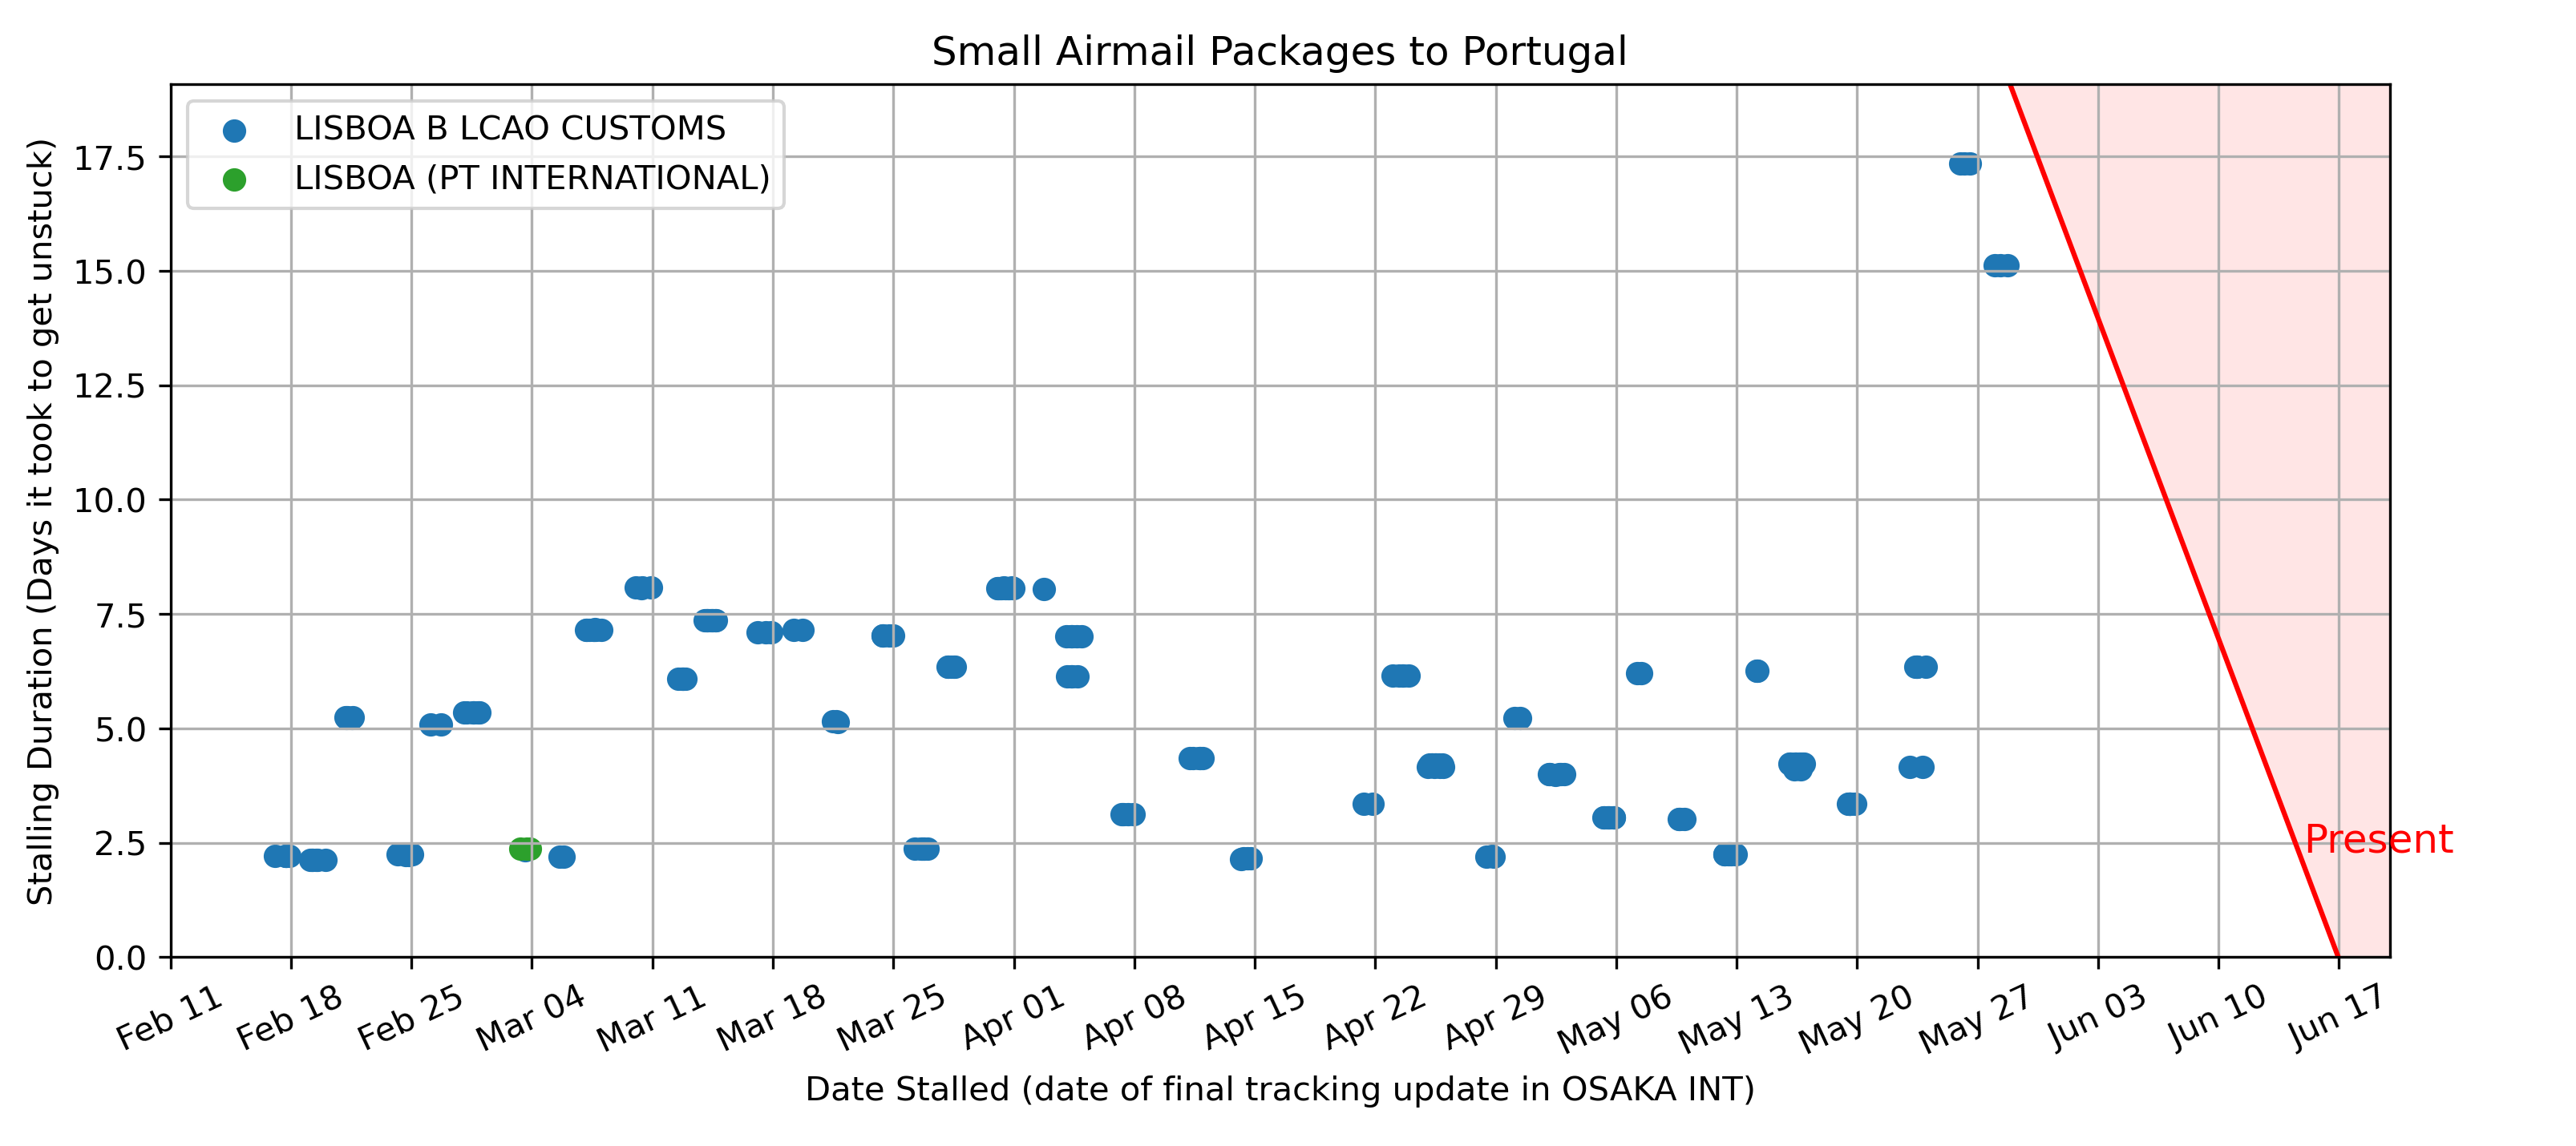 Small Airmail Packages to Portugal
LISBOA B LCAO CUSTOMS
LISBOA (PT INTERNATIONAL)
Stalling Duration (Days it took to get unstuck)
17.5
15.0
12.5
10.0
7.5
5.0
2.5
0.0
Present
Feb 11
Feb 18
Feb 25
Mar 04
Mar 11
Mar 18
Mar 25
Apr 01
Apr 08
Apr 15
Apr 22
Apr 29
May 06
May 13
May 20
May 27
Jun 03
Jun 10
Jun 17
Date Stalled (date of final tracking update in OSAKA INT)